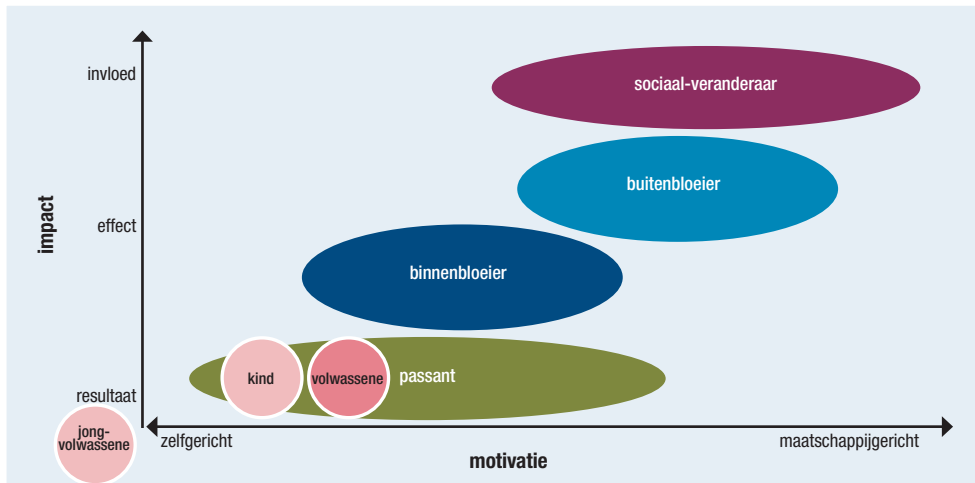 invloed
sociaal-veranderaar
buitenbloeier
impact
effect
binnenbloeier
kind
volwassene
passant
resultaat
jong-
volwassene
zelfgericht
maatschappijgericht
motivatie